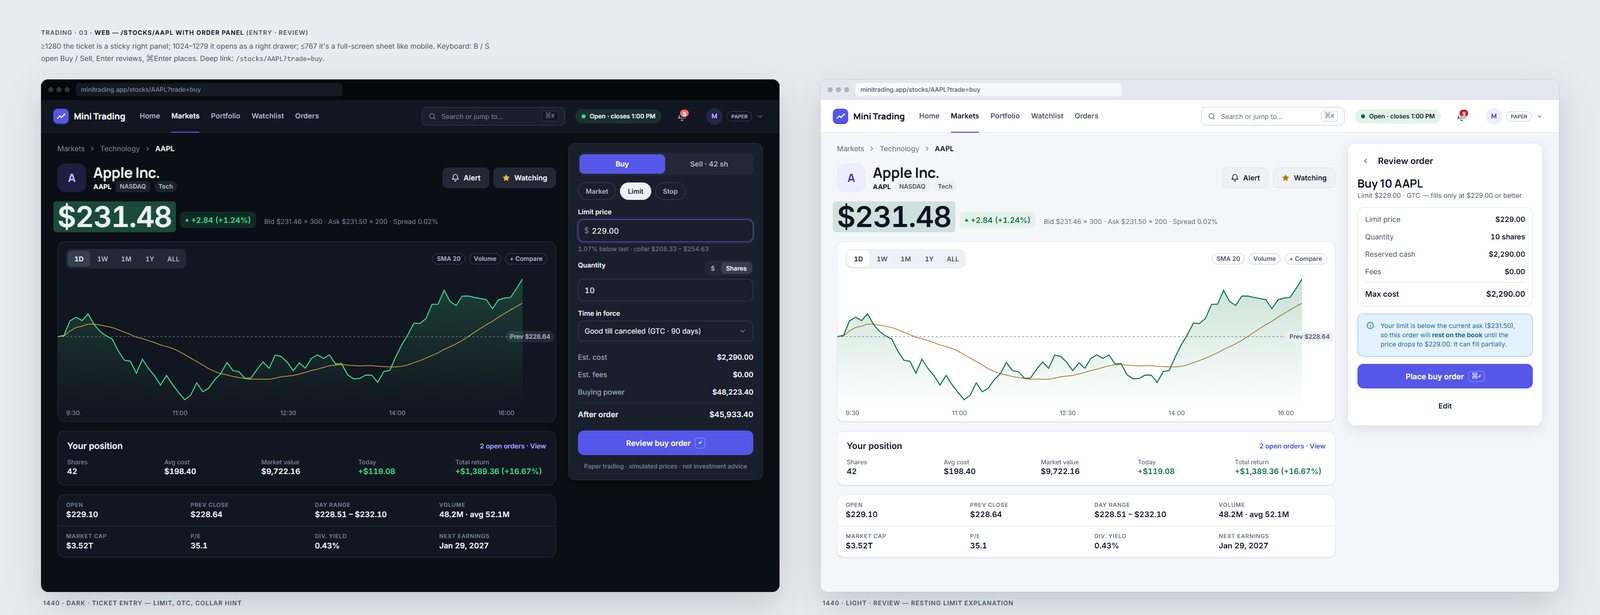 TRADING · 03 · WEB — /STOCKS/AAPL WITH ORDER PANEL (ENTRY · REVIEW)
≥1280 the ticket is a sticky right panel; 1024–1279 it opens as a right drawer; ≤767 it's a full-screen sheet like mobile. Keyboard: B / S
open Buy / Sell, Enter reviews, ⌘Enter places. Deep link: /stocks/AAPL?trade=buy.
minitrading.app/stocks/AAPL?trade=buy
Mini Trading Home Markets Portfolio Watchlist Orders Search or jump to... ⌘K Open · closes 1:00 PM 3 M PAPER
Markets > Technology > AAPL
A Apple Inc.
AAPL NASDAQ Tech
Alert Watching
$231.48 +2.84 (+1.24%) Bid $231.46 × 300 · Ask $231.50 × 200 · Spread 0.02%
1D 1W 1M 1Y ALL SMA 20 Volume + Compare
Prev $228.64
9:30 11:00 12:30 14:00 16:00
Your position 2 open orders · View
Shares Avg cost Market value Today Total return
42 $198.40 $9,722.16 +$119.08 +$1,389.36 (+16.67%)
OPEN PREV CLOSE DAY RANGE VOLUME
$229.10 $228.64 $228.51 – $232.10 48.2M · avg 52.1M
MARKET CAP P/E DIV. YIELD NEXT EARNINGS
$3.52T 35.1 0.43% Jan 29, 2027
Buy Sell · 42 sh
Market Limit Stop
Limit price
$ 229.00
1.07% below last · collar $208.33 – $254.63
Quantity $ Shares
10
Time in force
Good till canceled (GTC · 90 days)
Est. cost $2,290.00
Est. fees $0.00
Buying power $48,223.40
After order $45,933.40
Review buy order
Paper trading · simulated prices · not investment advice
1440 · DARK · TICKET ENTRY — LIMIT, GTC, COLLAR HINT
minitrading.app/stocks/AAPL?trade=buy
Mini Trading Home Markets Portfolio Watchlist Orders Search or jump to... ⌘K Open · closes 1:00 PM 3 M PAPER
Markets > Technology > AAPL
A Apple Inc.
AAPL NASDAQ Tech
Alert Watching
$231.48 +2.84 (+1.24%) Bid $231.46 × 300 · Ask $231.50 × 200 · Spread 0.02%
1D 1W 1M 1Y ALL SMA 20 Volume + Compare
Prev $228.64
9:30 11:00 12:30 14:00 16:00
Your position 2 open orders · View
Shares Avg cost Market value Today Total return
42 $198.40 $9,722.16 +$119.08 +$1,389.36 (+16.67%)
OPEN PREV CLOSE DAY RANGE VOLUME
$229.10 $228.64 $228.51 – $232.10 48.2M · avg 52.1M
MARKET CAP P/E DIV. YIELD NEXT EARNINGS
$3.52T 35.1 0.43% Jan 29, 2027
Review order
Buy 10 AAPL
Limit $229.00 · GTC — fills only at $229.00 or better
Limit price $229.00
Quantity 10 shares
Reserved cash $2,290.00
Fees $0.00
Max cost $2,290.00
Your limit is below the current ask ($231.50),
so this order will rest on the book until the
price drops to $229.00. It can fill partially.
Place buy order ⌘↵
Edit
1440 · LIGHT · REVIEW — RESTING LIMIT EXPLANATION